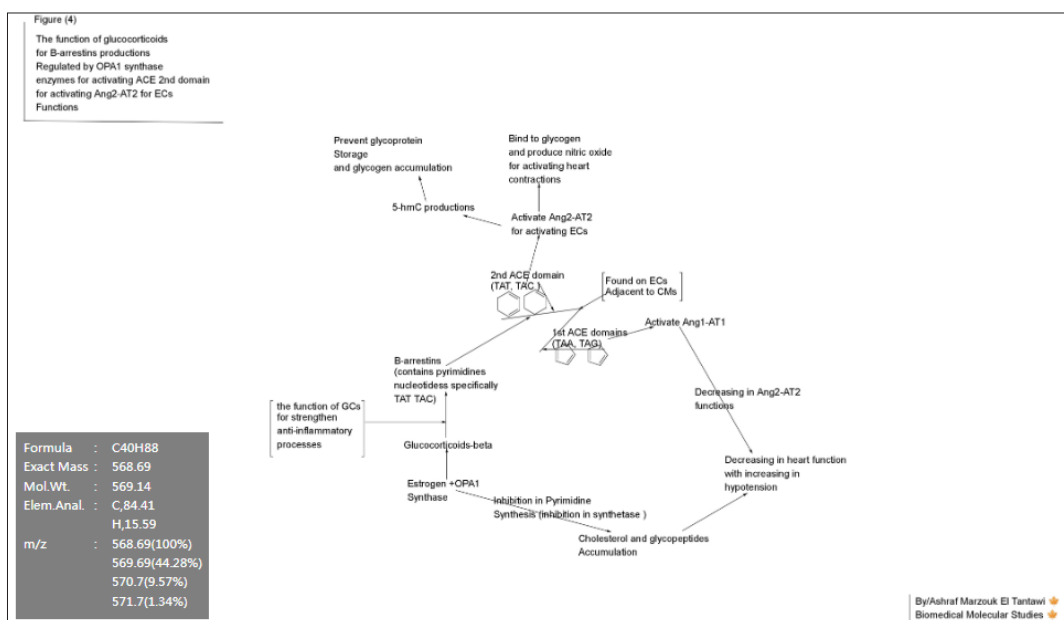 Figure (4)
The function of glucocorticoids
for B-arrestins productions
Regulated by OPA1 synthase
enzymes for activating ACE 2nd domain
for activating Ang2-AT2 for ECs
Functions
Prevent glycoprotein
Storage
and glycogen accumulation
Bind to glycogen
and produce nitric oxide
for activating heart
contractions
5-hmC productions
Activate Ang2-AT2
for activating ECs
2nd ACE domain
(TAT, TAC )
Found on ECs
Adjacent to CMs
1st ACE domains
(TAA, TAG)
Activate Ang1-AT1
B-arrestins
(contains pyrimidines
nucleotidess specifically
TAT TAC)
Decreasing in Ang2-AT2
functions
the function of GCs
for strengthen
anti-inflammatory
processes
Glucocorticoids-beta
Decreasing in heart function
with increasing in
hypotension
Estrogen +OPA1
Synthase
Inhibition in Pyrimidine
Synthesis (inhibition in synthetase )
Cholesterol and glycopeptides
Accumulation
Formula : C40H88
Exact Mass : 568.69
Mol.Wt. : 569.14
Elem.Anal. : C,84.41
H,15.59
m/z : 568.69(100%)
569.69(44.28%)
570.7(9.57%)
571.7(1.34%)
By/Ashraf Marzouk El Tantawi
Biomedical Molecular Studies